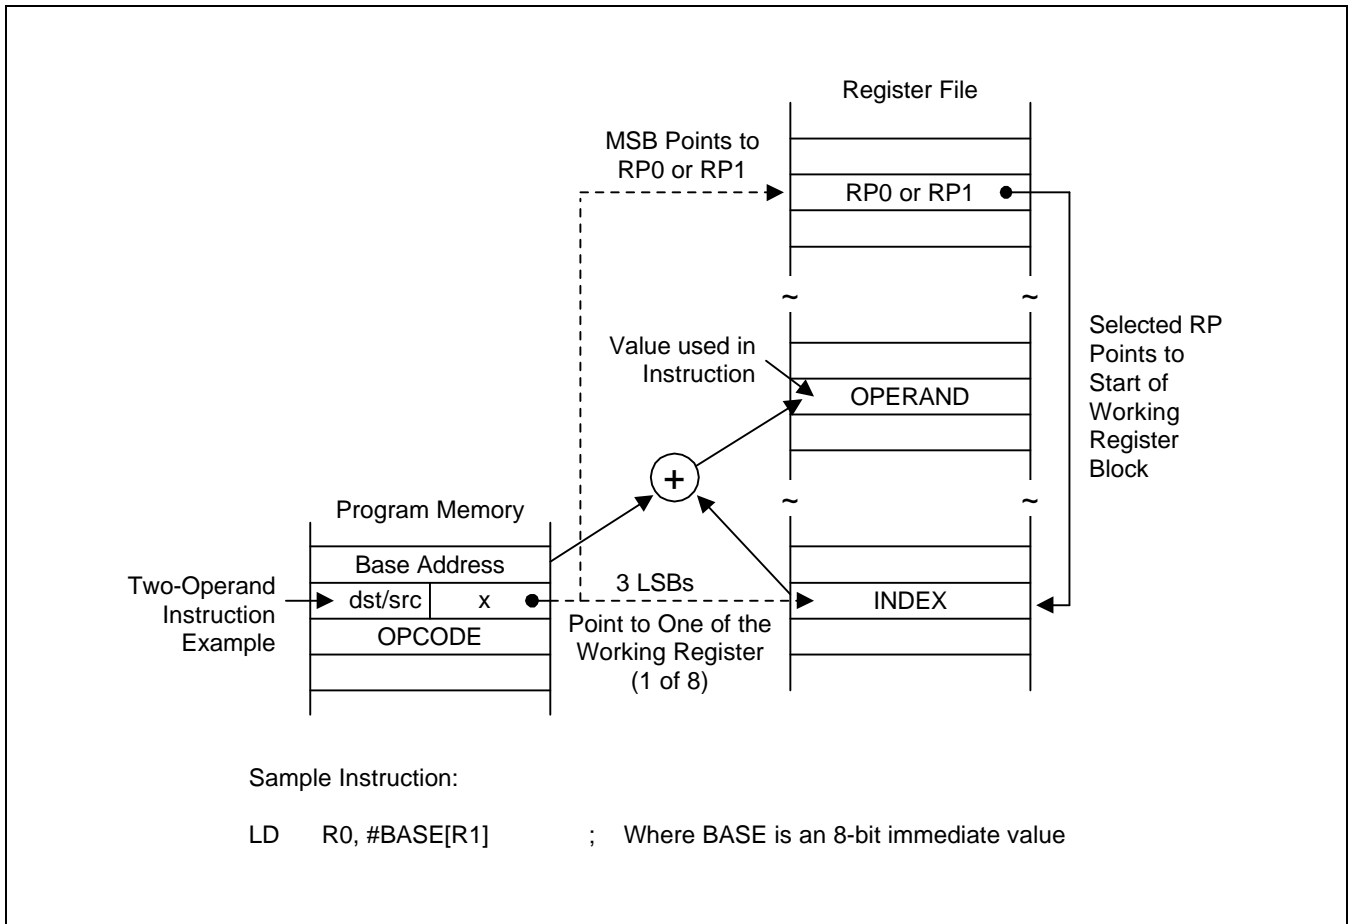 Register File
MSB Points to
RP0 or RP1
RP0 or RP1
~ ~
Selected RP
Points to
Start of
Working
Register
Block
Value used in
Instruction
OPERAND
+
~ ~
Program Memory
Base Address
Two-Operand
Instruction
Example
dst/src x
3 LSBs
INDEX
OPCODE
Point to One of the
Working Register
(1 of 8)
Sample Instruction:
LD R0, #BASE[R1] ; Where BASE is an 8-bit immediate value